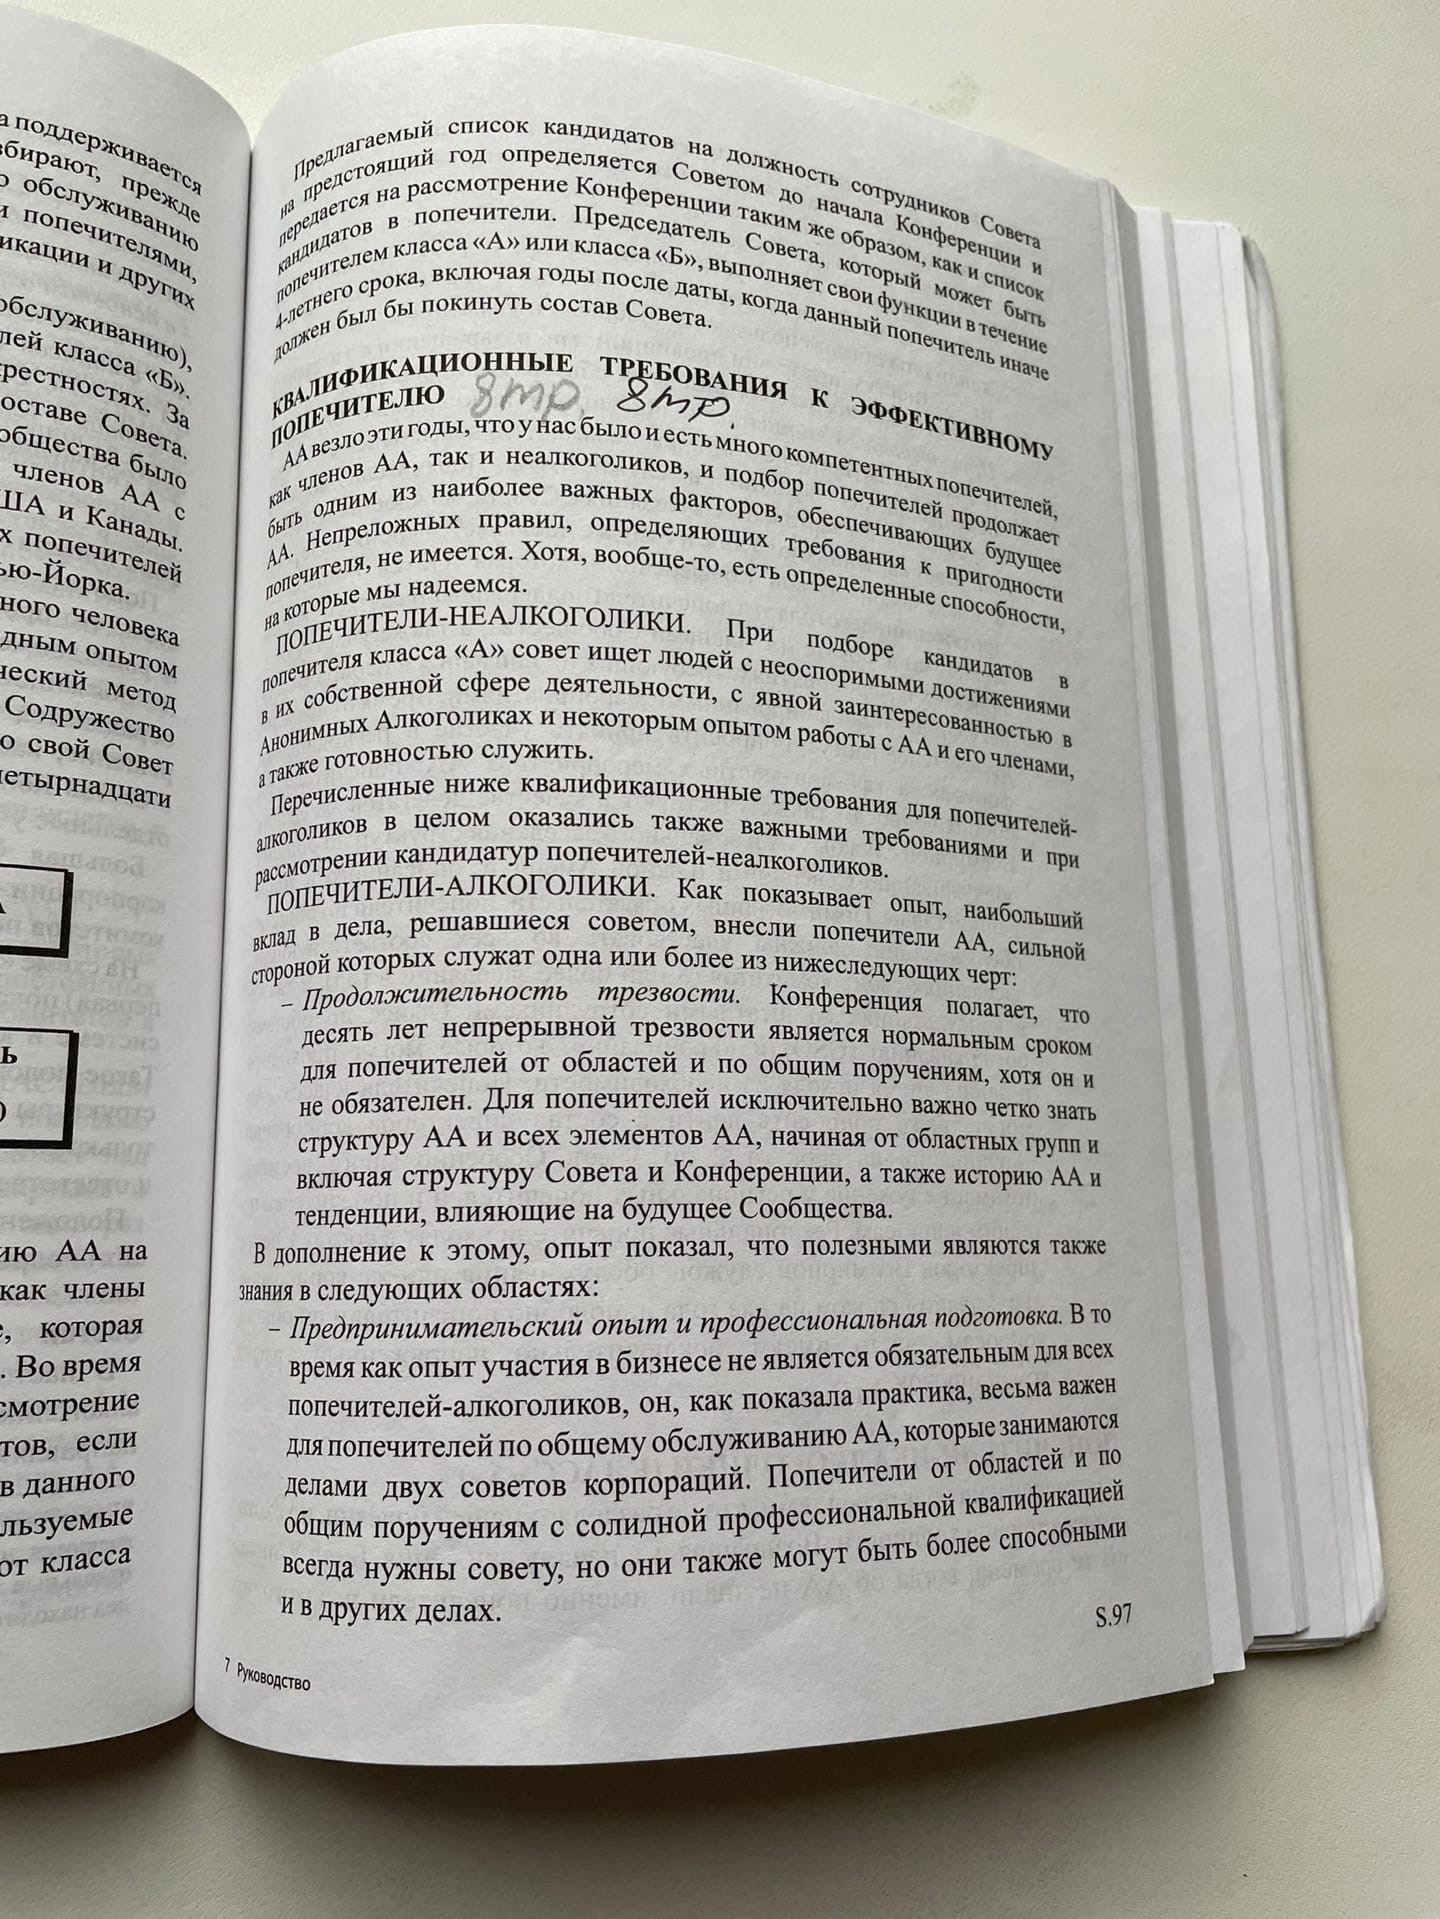 а поддерживается
збирают, прежде
о обслуживанию
и попечителями,
икации и других
обслуживанию),
лей класса «Б».
крестностях. За
оставе Совета.
общества было
членов АА с
США и Канады.
х попечителей
ью-Йорка.
ного человека
дным опытом
ческий метод
Содружество
о свой Совет
четырнадцати
А
Ь
О
ию АА на
как члены
е, которая
. Во время
смотрение
тов, если
в данного
льзуемые
от класса
Предлагаемый список кандидатов на должность сотрудников Совета
на предстоящий год определяется Советом до начала Конференции и
передается на рассмотрение Конференции таким же образом, как и список
кандидатов в попечители. Председатель Совета, который может быть
попечителем класса «А» или класса «Б», выполняет свои функции в течение
4-летнего срока, включая годы после даты, когда данный попечитель иначе
должен был бы покинуть состав Совета.
КВАЛИФИКАЦИОННЫЕ ТРЕБОВАНИЯ К ЭФФЕКТИВНОМУ
ПОПЕЧИТЕЛЮ 8тр. 8тр.
АА везло эти годы, что у нас было и есть много компетентных попечителей,
как членов АА, так и неалкоголиков, и подбор попечителей продолжает
быть одним из наиболее важных факторов, обеспечивающих будущее
АА. Непреложных правил, определяющих требования к пригодности
попечителя, не имеется. Хотя, вообще-то, есть определенные способности,
на которые мы надеемся.
ПОПЕЧИТЕЛИ-НЕАЛКОГОЛИКИ. При подборе кандидатов в
попечителя класса «А» совет ищет людей с неоспоримыми достижениями
в их собственной сфере деятельности, с явной заинтересованностью в
Анонимных Алкоголиках и некоторым опытом работы с АА и его членами,
а также готовностью служить.
Перечисленные ниже квалификационные требования для попечителей-
алкоголиков в целом оказались также важными требованиями и при
рассмотрении кандидатур попечителей-неалкоголиков.
ПОПЕЧИТЕЛИ-АЛКОГОЛИКИ. Как показывает опыт, наибольший
вклад в дела, решавшиеся советом, внесли попечители АА, сильной
стороной которых служат одна или более из нижеследующих черт:
– Продолжительность трезвости. Конференция полагает, что
десять лет непрерывной трезвости является нормальным сроком
для попечителей от областей и по общим поручениям, хотя он и
не обязателен. Для попечителей исключительно важно четко знать
структуру АА и всех элементов АА, начиная от областных групп и
включая структуру Совета и Конференции, а также историю АА и
тенденции, влияющие на будущее Сообщества.
В дополнение к этому, опыт показал, что полезными являются также
знания в следующих областях:
– Предпринимательский опыт и профессиональная подготовка. В то
время как опыт участия в бизнесе не является обязательным для всех
попечителей-алкоголиков, он, как показала практика, весьма важен
для попечителей по общему обслуживанию АА, которые занимаются
делами двух советов корпораций. Попечители от областей и по
общим поручениям с солидной профессиональной квалификацией
всегда нужны совету, но они также могут быть более способными
и в других делах.
S.97
7 Руководство